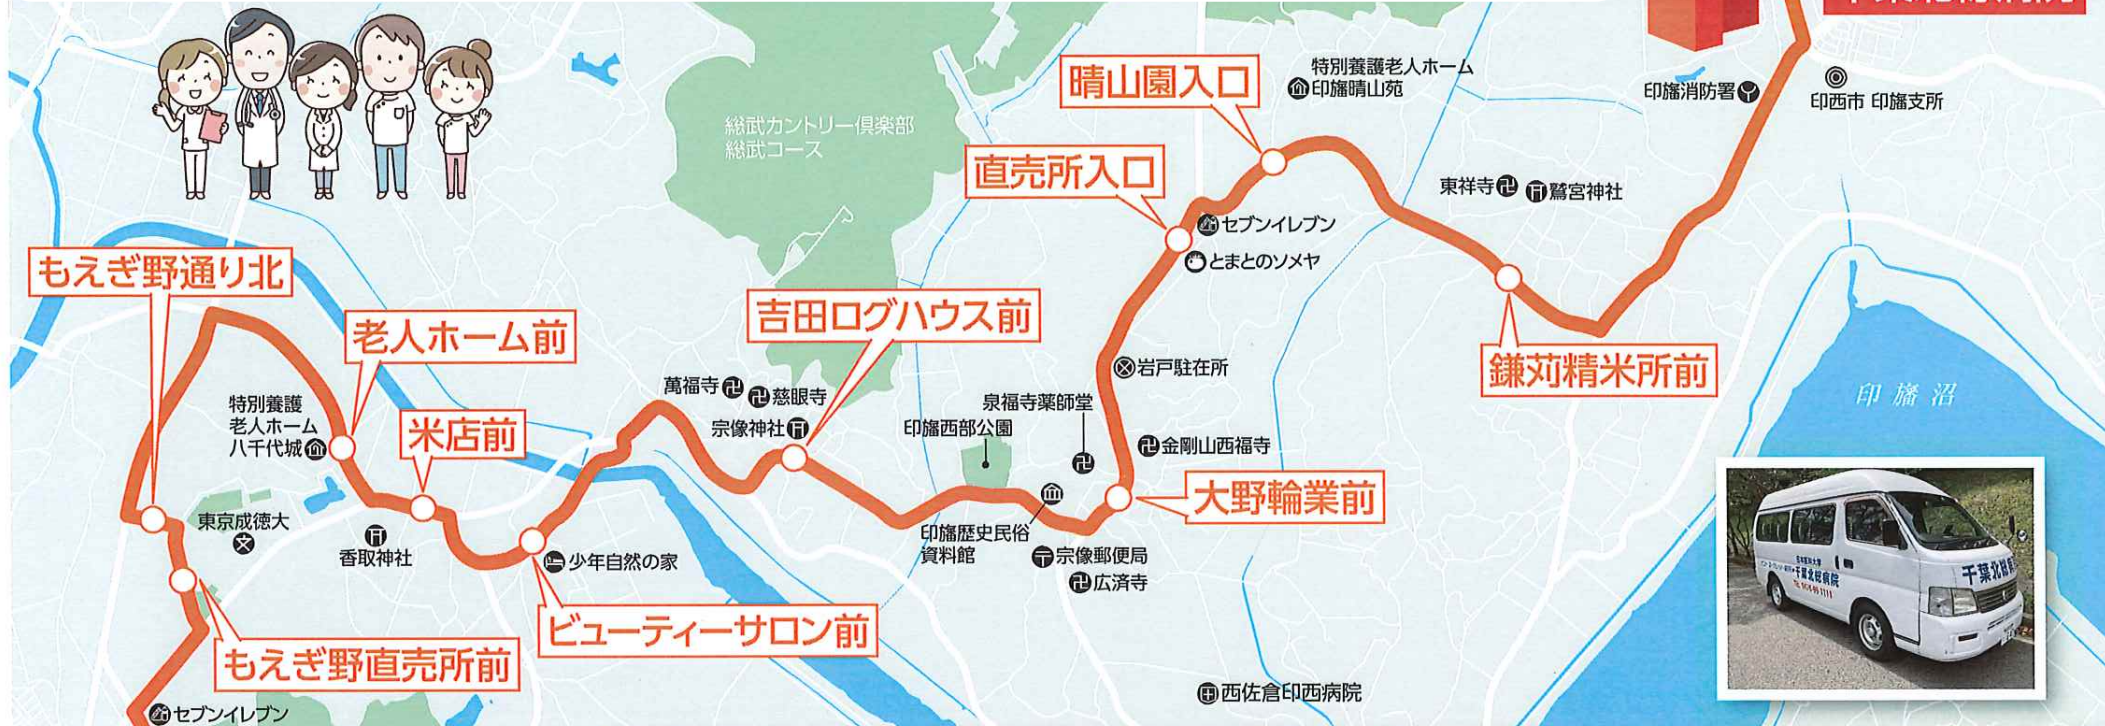 特別養護老人ホーム
印旛晴山苑
晴山園入口
印旛消防署
印西市 印旛支所
総武カントリー倶楽部
総武コース
直売所入口
東祥寺
鷲宮神社
セブンイレブン
とまとのソメヤ
もえぎ野通り北
老人ホーム前
吉田ログハウス前
岩戸駐在所
鎌苅精米所前
印旛沼
特別養護
老人ホーム
八千代城
米店前
萬福寺
慈眼寺
宗像神社
泉福寺薬師堂
印旛西部公園
金剛山西福寺
大野輪業前
東京成徳大
香取神社
少年自然の家
印旛歴史民俗
資料館
宗像郵便局
広済寺
ビューティーサロン前
もえぎ野直売所前
西佐倉印西病院
セブンイレブン
千葉北総病院